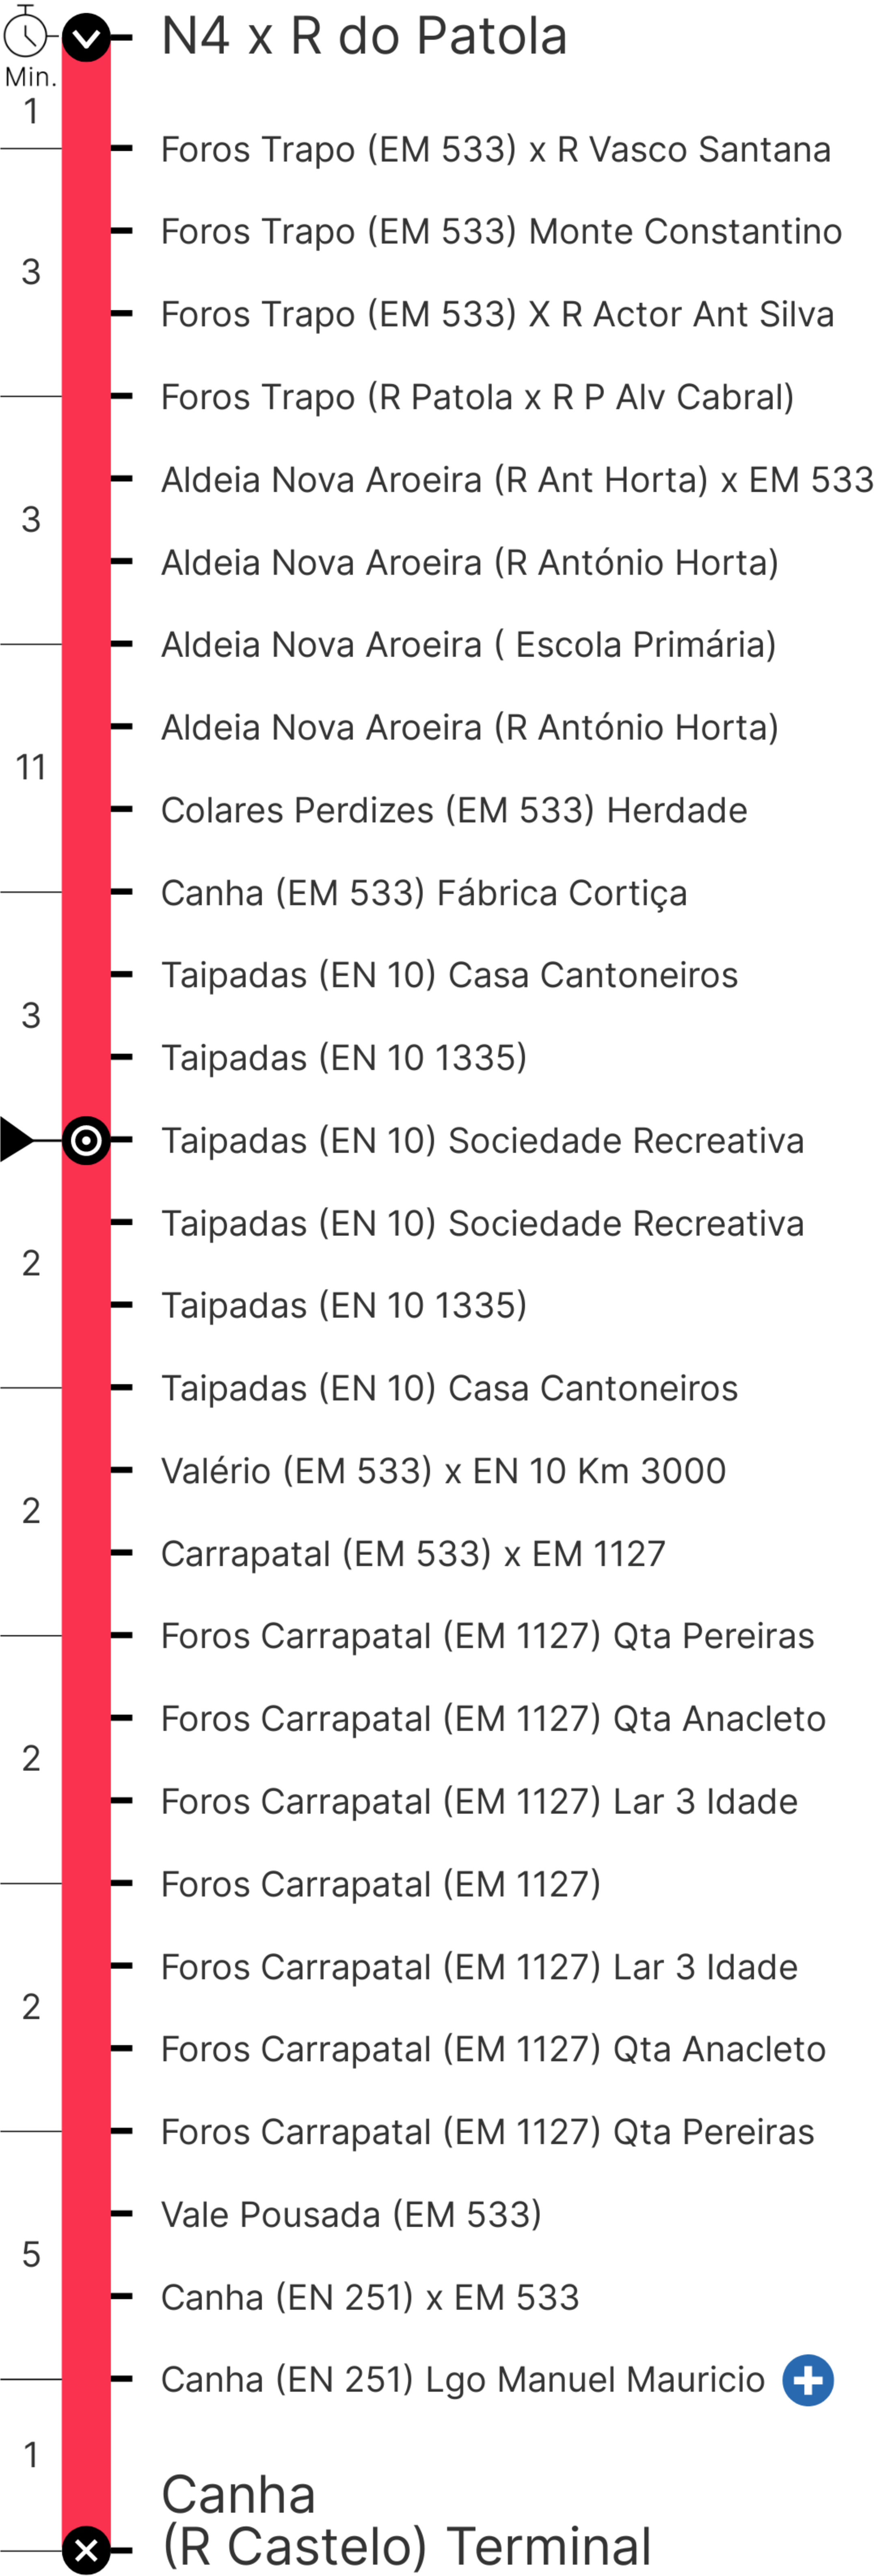 N4 x R do Patola
Min.
1
Foros Trapo (EM 533) x R Vasco Santana
Foros Trapo (EM 533) Monte Constantino
3
Foros Trapo (EM 533) X R Actor Ant Silva
Foros Trapo (R Patola x R P Alv Cabral)
Aldeia Nova Aroeira (R Ant Horta) x EM 533
3
Aldeia Nova Aroeira (R António Horta)
Aldeia Nova Aroeira ( Escola Primária)
Aldeia Nova Aroeira (R António Horta)
11
Colares Perdizes (EM 533) Herdade
Canha (EM 533) Fábrica Cortiça
Taipadas (EN 10) Casa Cantoneiros
3
Taipadas (EN 10 1335)
Taipadas (EN 10) Sociedade Recreativa
Taipadas (EN 10) Sociedade Recreativa
2
Taipadas (EN 10 1335)
Taipadas (EN 10) Casa Cantoneiros
Valério (EM 533) x EN 10 Km 3000
2
Carrapatal (EM 533) x EM 1127
Foros Carrapatal (EM 1127) Qta Pereiras
Foros Carrapatal (EM 1127) Qta Anacleto
2
Foros Carrapatal (EM 1127) Lar 3 Idade
Foros Carrapatal (EM 1127)
Foros Carrapatal (EM 1127) Lar 3 Idade
2
Foros Carrapatal (EM 1127) Qta Anacleto
Foros Carrapatal (EM 1127) Qta Pereiras
Vale Pousada (EM 533)
5
Canha (EN 251) x EM 533
Canha (EN 251) Lgo Manuel Mauricio
1
Canha
(R Castelo) Terminal